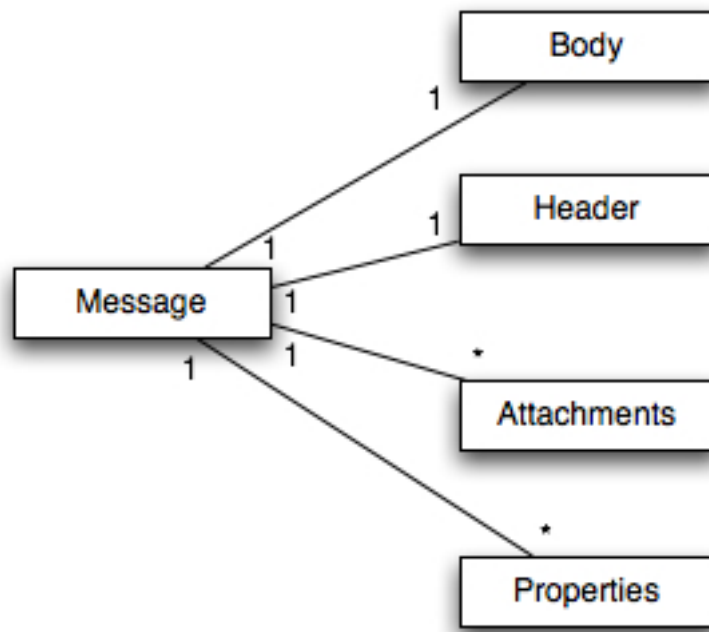 Body
1
Header
1
1
Message
1
1
1
*
Attachments
*
Properties